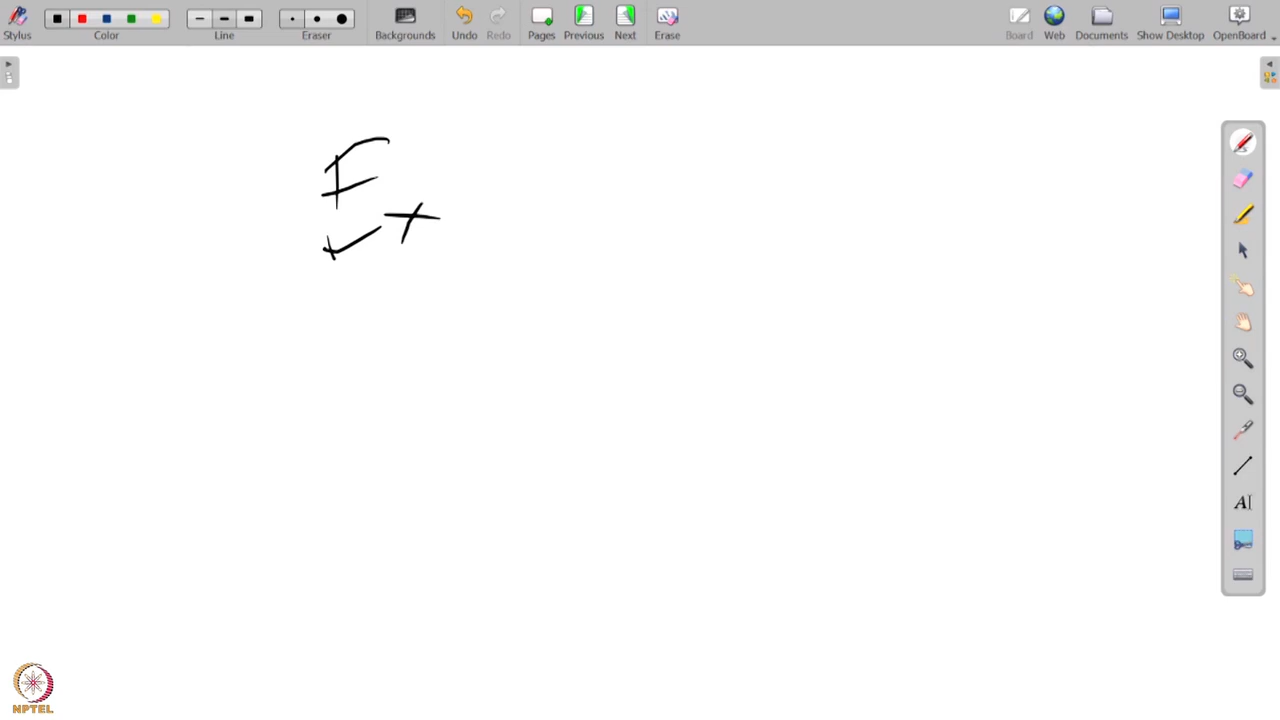 Stylus
Color
Line
Eraser
Backgrounds
Undo
Redo
Pages
Previous
Next
Erase
Board
Web
Documents
Show Desktop
OpenBoard
F
A
NPTEL